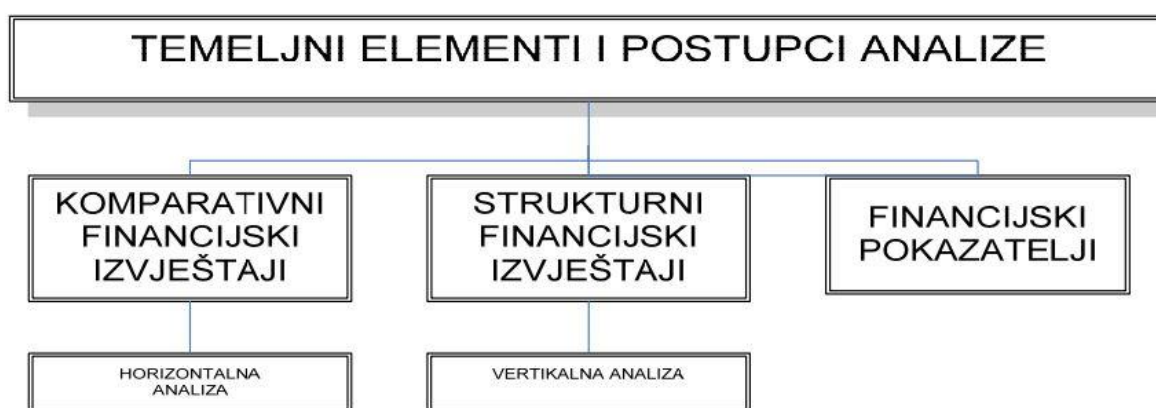 TEMELJNI ELEMENTI I POSTUPCI ANALIZE
KOMPARATIVNI
FINANCIJSKI
IZVJEŠTAJI
STRUKTURNI
FINANCIJSKI
IZVJEŠTAJI
FINANCIJSKI
POKAZATELJI
HORIZONTALNA
ANALIZA
VERTIKALNA ANALIZA